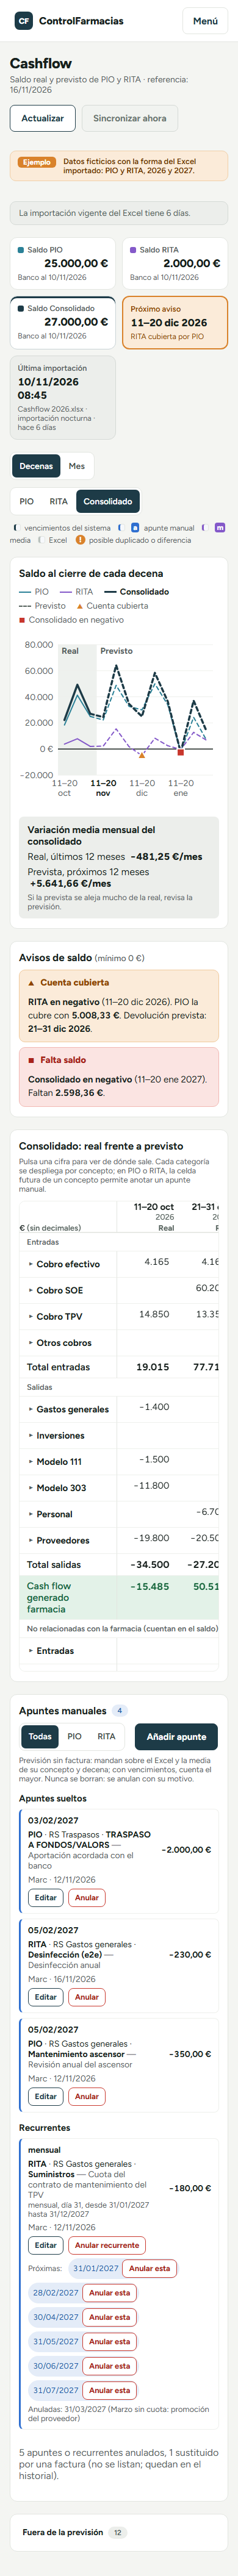 CF ControlFarmacias Menú
Cashflow
Saldo real y previsto de PIO y RITA · referencia:
16/11/2026
Actualizar Sincronizar ahora
Ejemplo Datos ficticios con la forma del Excel
importado: PIO y RITA, 2026 y 2027.
La importación vigente del Excel tiene 6 días.
Saldo PIO
25.000,00 €
Banco al 10/11/2026
Saldo RITA
2.000,00 €
Banco al 10/11/2026
Saldo Consolidado
27.000,00 €
Banco al 10/11/2026
Próximo aviso
11–20 dic 2026
RITA cubierta por PIO
Última importación
10/11/2026
08:45
Cashflow 2026.xlsx ·
importación nocturna ·
hace 6 días
Decenas Mes
PIO RITA Consolidado
vencimientos del sistema a apunte manual m
media Excel ! posible duplicado o diferencia
Saldo al cierre de cada decena
PIO RITA Consolidado
Previsto Cuenta cubierta
Consolidado en negativo
80.000
60.000
40.000
20.000
0 €
−20.000
Real Previsto
11–20 oct
11–20 nov
11–20 dic
11–20 ene
Variación media mensual del
consolidado
Real, últimos 12 meses −481,25 €/mes
Prevista, próximos 12 meses
+5.641,66 €/mes
Si la prevista se aleja mucho de la real, revisa la
previsión.
Avisos de saldo (mínimo 0 €)
Cuenta cubierta
RITA en negativo (11–20 dic 2026). PIO la
cubre con 5.008,33 €. Devolución prevista:
21–31 dic 2026.
Falta saldo
Consolidado en negativo (11–20 ene 2027).
Faltan 2.598,36 €.
Consolidado: real frente a previsto
Pulsa una cifra para ver de dónde sale. Cada categoría
se despliega por concepto; en PIO o RITA, la celda
futura de un concepto permite anotar un apunte
manual.
11–20 oct 21–31
2026
€ (sin decimales) Real
Entradas
Cobro efectivo 4.165 4.16
Cobro SOE 60.20
Cobro TPV 14.850 13.35
Otros cobros
Total entradas 19.015 77.71
Salidas
Gastos generales −1.400
Inversiones
Modelo 111 −1.500
Modelo 303 −11.800
Personal −6.70
Proveedores −19.800 −20.50
Total salidas −34.500 −27.20
Cash flow
generado
farmacia
−15.485 50.51
No relacionadas con la farmacia (cuentan en el saldo)
Entradas
Apuntes manuales 4
Todas PIO RITA Añadir apunte
Previsión sin factura: mandan sobre el Excel y la media
de su concepto y decena; con vencimientos, cuenta el
mayor. Nunca se borran: se anulan con su motivo.
Apuntes sueltos
03/02/2027
PIO · RS Traspasos · TRASPASO
A FONDOS/VALORS —
Aportación acordada con el
banco
−2.000,00 €
Marc · 12/11/2026
Editar Anular
05/02/2027
RITA · RS Gastos generales ·
Desinfección (e2e) —
Desinfección anual
−230,00 €
Marc · 16/11/2026
Editar Anular
05/02/2027
PIO · RS Gastos generales ·
Mantenimiento ascensor —
Revisión anual del ascensor
−350,00 €
Marc · 12/11/2026
Editar Anular
Recurrentes
mensual
RITA · RS Gastos generales ·
Suministros — Cuota del
contrato de mantenimiento del
TPV
−180,00 €
mensual, día 31, desde 31/01/2027
hasta 31/12/2027
Marc · 12/11/2026
Editar Anular recurrente
Próximas: 31/01/2027 Anular esta
28/02/2027 Anular esta
30/04/2027 Anular esta
31/05/2027 Anular esta
30/06/2027 Anular esta
31/07/2027 Anular esta
Anuladas: 31/03/2027 (Marzo sin cuota: promoción
del proveedor)
5 apuntes o recurrentes anulados, 1 sustituido
por una factura (no se listan; quedan en el
historial).
Fuera de la previsión 12